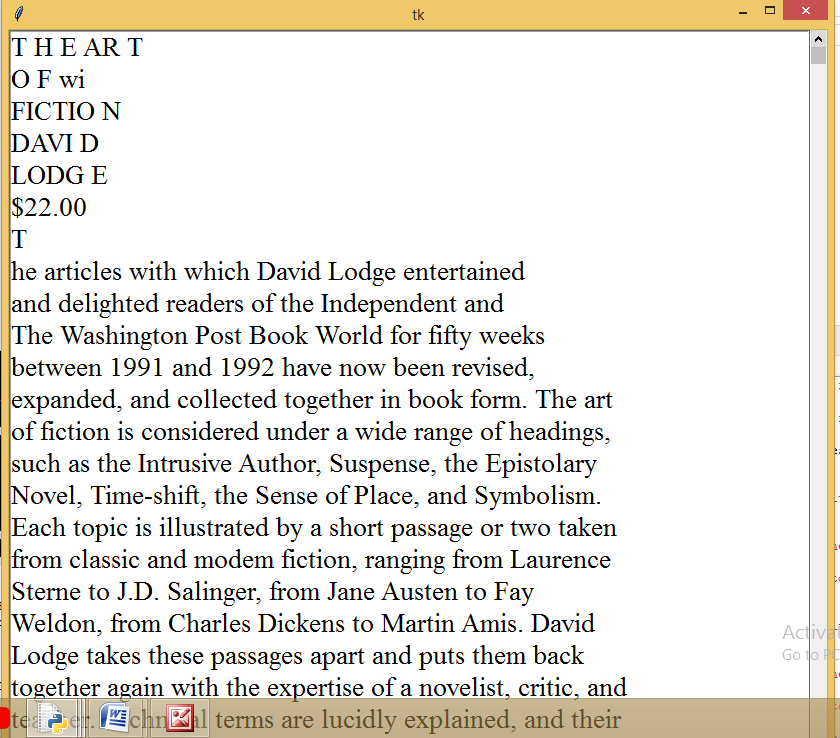 tk
T H E AR T
O F wi
FICTIO N
DAVI D
LODG E
$22.00
T
he articles with which David Lodge entertained
and delighted readers of the Independent and
The Washington Post Book World for fifty weeks
between 1991 and 1992 have now been revised,
expanded, and collected together in book form. The art
of fiction is considered under a wide range of headings,
such as the Intrusive Author, Suspense, the Epistolary
Novel, Time-shift, the Sense of Place, and Symbolism.
Each topic is illustrated by a short passage or two taken
from classic and modem fiction, ranging from Laurence
Sterne to J.D. Salinger, from Jane Austen to Fay
Weldon, from Charles Dickens to Martin Amis. David
Lodge takes these passages apart and puts them back
together again with the expertise of a novelist, critic, and
terms are lucidly explained, and their
Activat
Go to PC